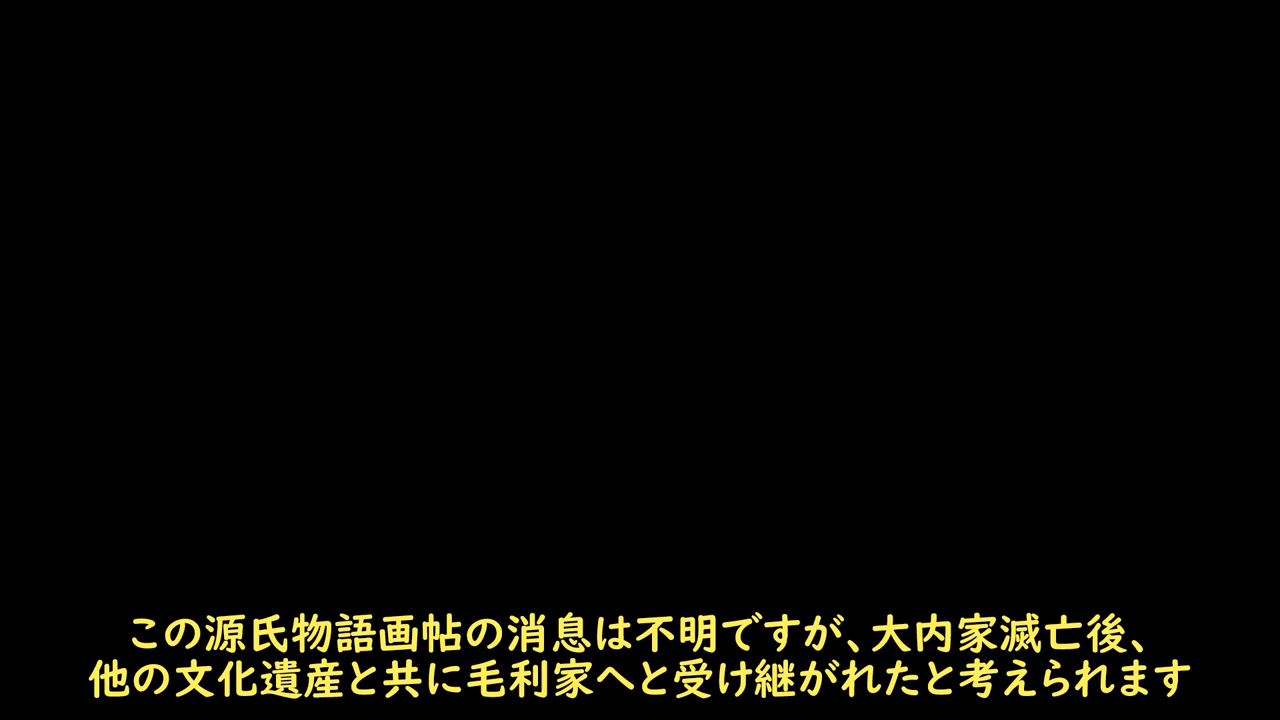 この源氏物語画帖の消息は不明ですが、大内家滅亡後、
他の文化遺産と共に毛利家へと受け継がれたと考えられます